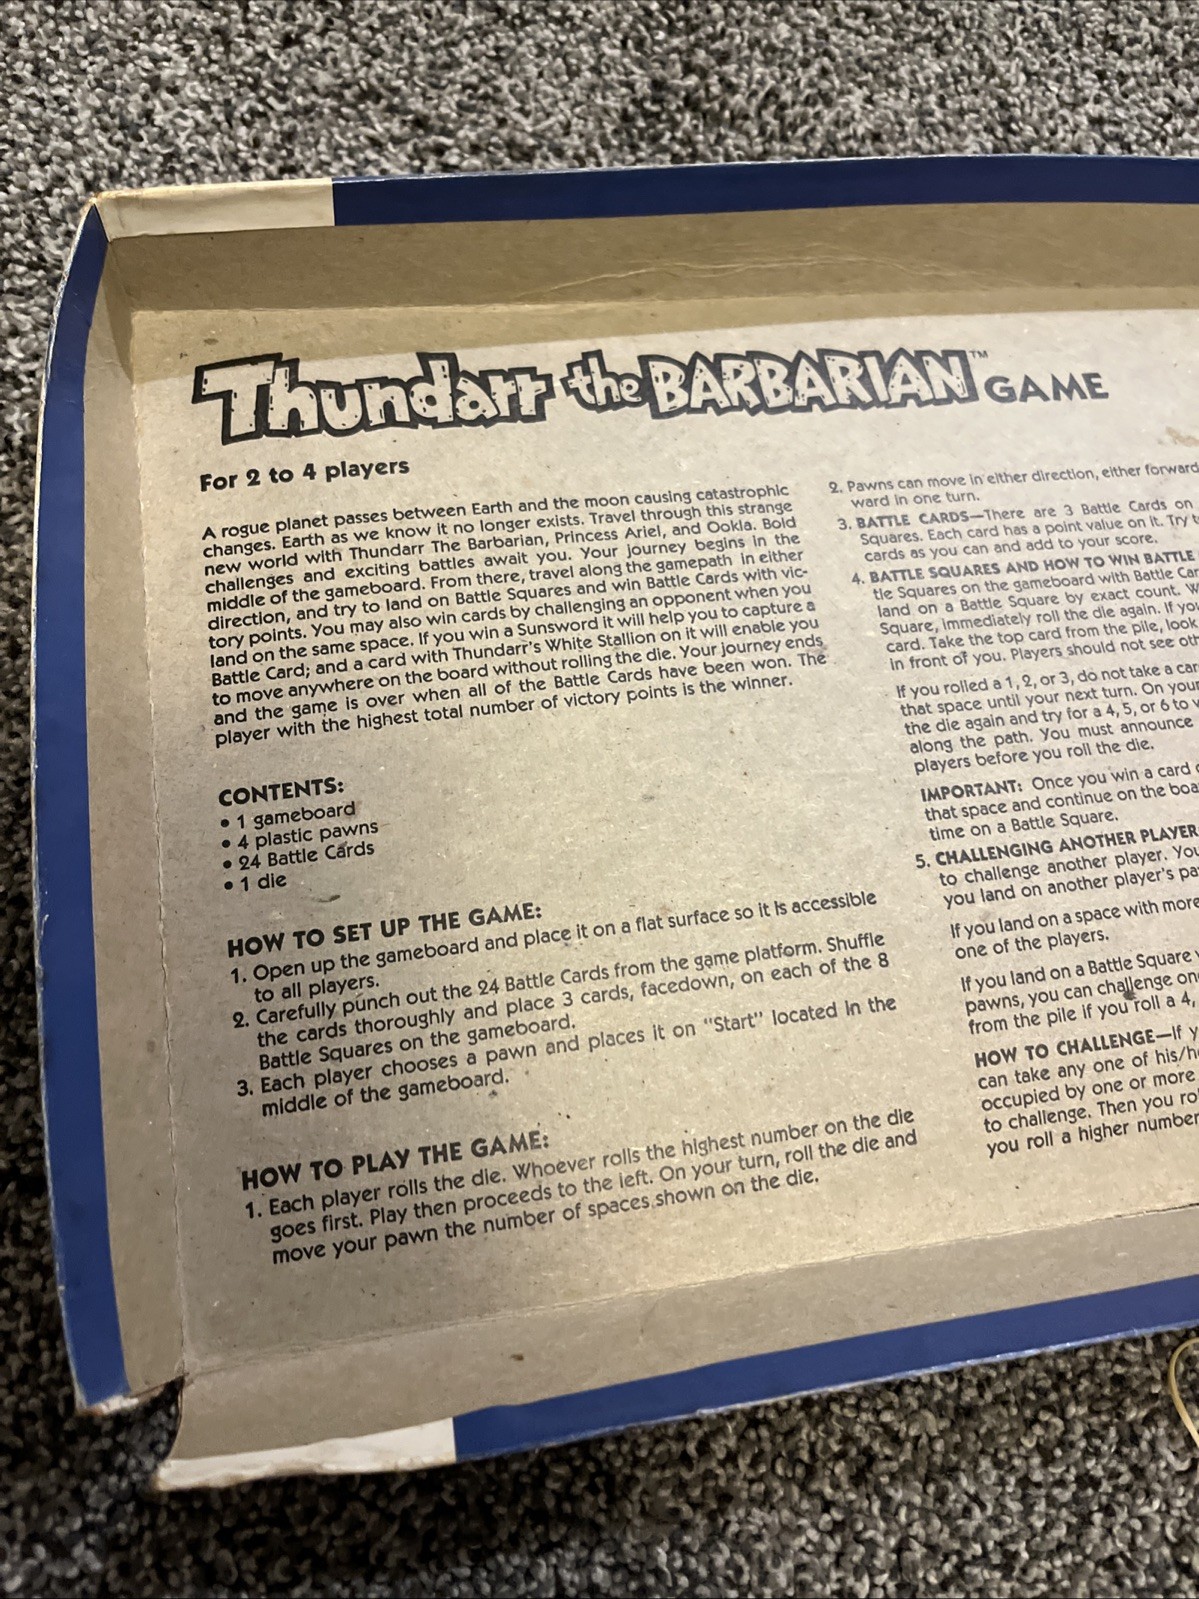 Thundarr the BARBARIAN™ GAME
For 2 to 4 players
A rogue planet passes between Earth and the moon causing catastrophic
changes. Earth as we know it no longer exists. Travel through this strange
new world with Thundarr The Barbarian, Princess Ariel, and Ookla. Bold
challenges and exciting battles await you. Your journey begins in the
middle of the gameboard. From there, travel along the gamepath in either
direction, and try to land on Battle Squares and win Battle Cards with vic-
tory points. You may also win cards by challenging an opponent when you
land on the same space. If you win a Sunsword it will help you to capture a
Battle Card; and a card with Thundarr's White Stallion on it will enable you
to move anywhere on the board without rolling the die. Your journey ends
and the game is over when all of the Battle Cards have been won. The
player with the highest total number of victory points is the winner.
CONTENTS:
• 1 gameboard
• 4 plastic pawns
• 24 Battle Cards
• 1 die
HOW TO SET UP THE GAME:
1. Open up the gameboard and place it on a flat surface so it is accessible
to all players.
2. Carefully punch out the 24 Battle Cards from the game platform. Shuffle
the cards thoroughly and place 3 cards, facedown, on each of the 8
Battle Squares on the gameboard.
3. Each player chooses a pawn and places it on "Start" located in the
middle of the gameboard.
HOW TO PLAY THE GAME:
1. Each player rolls the die. Whoever rolls the highest number on the die
goes first. Play then proceeds to the left. On your turn, roll the die and
move your pawn the number of spaces shown on the die.
2. Pawns can move in either direction, either forward
ward in one turn.
3. BATTLE CARDS—There are 3 Battle Cards on
Squares. Each card has a point value on it. Try t
cards as you can and add to your score.
4. BATTLE SQUARES AND HOW TO WIN BATTLE
tle Squares on the gameboard with Battle Car
land on a Battle Square by exact count. W
Square, immediately roll the die again. If you
card. Take the top card from the pile, look
in front of you. Players should not see oth
If you rolled a 1, 2, or 3, do not take a car
that space until your next turn. On your
the die again and try for a 4, 5, or 6 to w
along the path. You must announce
players before you roll the die.
IMPORTANT: Once you win a card
that space and continue on the boa
time on a Battle Square.
5. CHALLENGING ANOTHER PLAYER
to challenge another player. You
you land on another player's pa
If you land on a space with more
one of the players.
If you land on a Battle Square
pawns, you can challenge one
from the pile if you roll a 4,
HOW TO CHALLENGE—If y
can take any one of his/he
occupied by one or more
to challenge. Then you ro
you roll a higher number